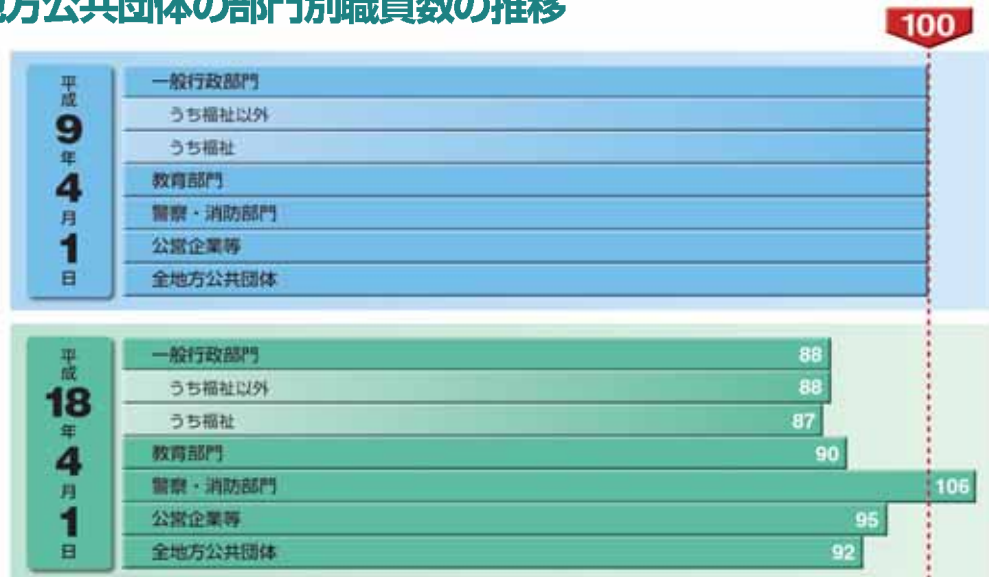 地方公共団体の部門別職員数の推移
100
平成9年4月1日
一般行政部門
うち福祉以外
うち福祉
教育部門
警察・消防部門
公営企業等
全地方公共団体
平成18年4月1日
一般行政部門 88
うち福祉以外 88
うち福祉 87
教育部門 90
警察・消防部門 106
公営企業等 95
全地方公共団体 92